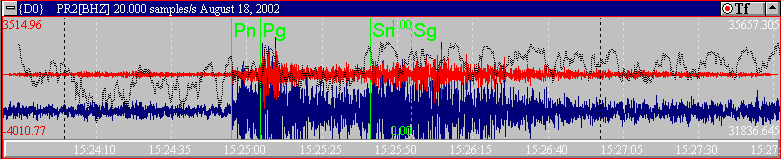 {D0} PR2[BHZ] 20.000 samples/s August 18, 2002 Tf
3514.96 35657.305
Pn Pg Sn .00 Sg
-4010.77 0.00 31836.645
15:24:10 15:24:35 15:25:00 15:25:26 15:25:51 15:26:15 15:26:40 15:27:05 15:27:30 15:27